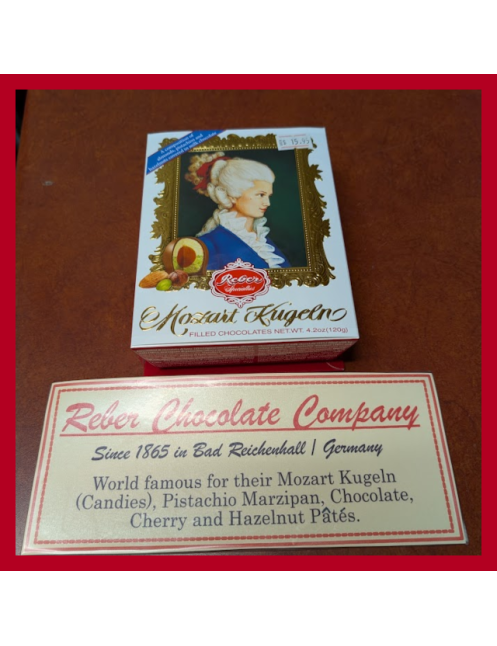 Reber
Specialties
Mozart Kugeln
FILLED CHOCOLATES NET.WT. 4.2oz(120g)
Reber Chocolate Company
Since 1865 in Bad Reichenhall / Germany
World famous for their Mozart Kugeln
(Candies), Pistachio Marzipan, Chocolate,
Cherry and Hazelnut Pâtés.